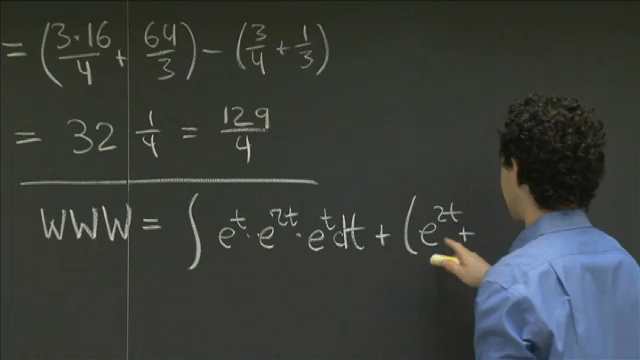 = (3·16/4 + 64/3) − (3/4 + 1/3)
= 32 1/4 = 129/4
WWW = ∫ e^t · e^{2t} · e^t dt + (e^{2t} +